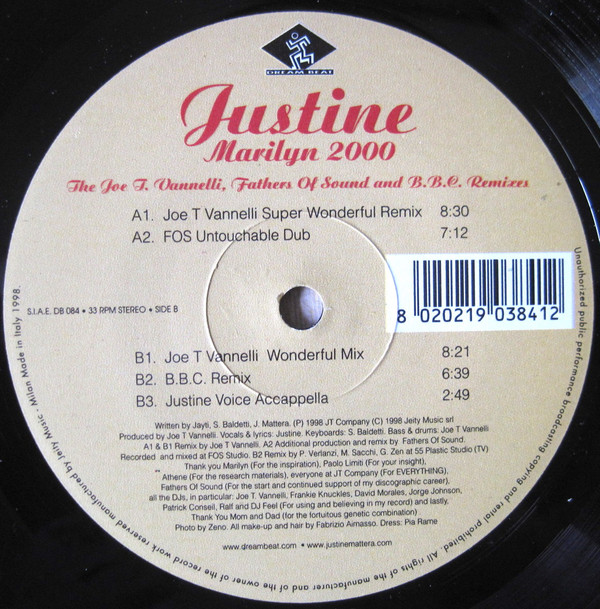 DREAM BEAT
Justine
Marilyn 2000
The Joe T. Vannelli, Fathers Of Sound and B.B.C. Remixes
A1. Joe T Vannelli Super Wonderful Remix 8:30
A2. FOS Untouchable Dub 7:12
S.I.A.E. DB 084 • 33 RPM STEREO • SIDE B
8 020219 038412
B1. Joe T Vannelli Wonderful Mix 8:21
B2. B.B.C. Remix 6:39
B3. Justine Voice Accappella 2:49
Written by Jayti, S. Baldetti, J. Mattera. (P) 1998 JT Company (C) 1998 Jeity Music srl
Produced by Joe T Vannelli. Vocals & lyrics: Justine. Keyboards: S. Baldetti. Bass & drums: Joe T Vannelli
A1 & B1 Remix by Joe T. Vannelli. A2 Additional production and remix by Fathers Of Sound.
Recorded and mixed at FOS Studio. B2 Remix by P. Verlanzi, M. Sacchi, G. Zen at 55 Plastic Studio (TV)
Thank you Marilyn (For the inspiration), Paolo Limiti (For your insight),
Athene (For the research materials), everyone at JT Company (For EVERYTHING),
Fathers Of Sound (For the start and continued support of my discographic career),
all the DJs, in particular: Joe T. Vannelli, Frankie Knuckles, David Morales, Jorge Johnson,
Patrick Conseil, Ralf and DJ Feel (For using and believing in my record) and lastly,
Thank You Mom and Dad (for the fortuitous genetic combination)
Photo by Zeno. All make-up and hair by Fabrizio Aimasso. Dress: Pia Rame
www.dreambeat.com • www.justinemattera.com
Unauthorized public performance broadcasting copying and rental prohibited. All rights of the manufacturer and of the owner of the record work reserved manufactured by Jeity Music - Milan Made in Italy 1998.